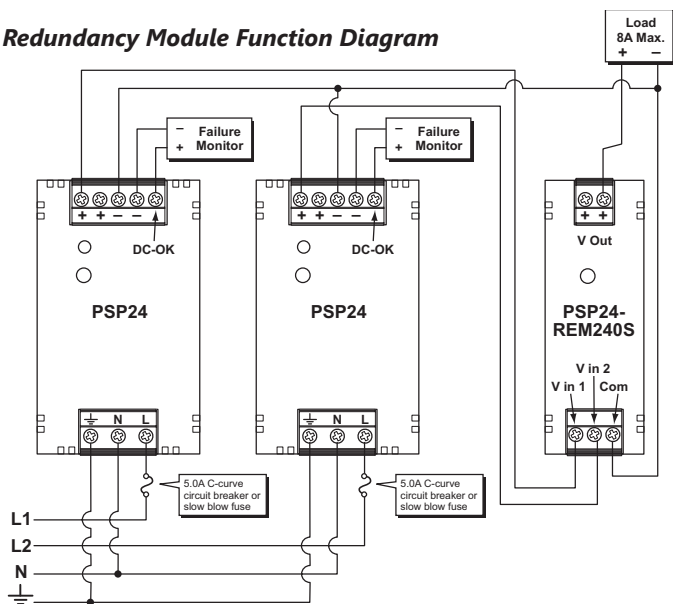 Redundancy Module Function Diagram
Load
8A Max.
+ –
– Failure
+ Monitor
– Failure
+ Monitor
+ + – –
DC-OK
PSP24
⏚ N L
+ + – –
DC-OK
PSP24
⏚ N L
+ +
V Out
PSP24-
REM240S
V in 2
V in 1 Com
5.0A C-curve
circuit breaker or
slow blow fuse
5.0A C-curve
circuit breaker or
slow blow fuse
L1
L2
N
⏚